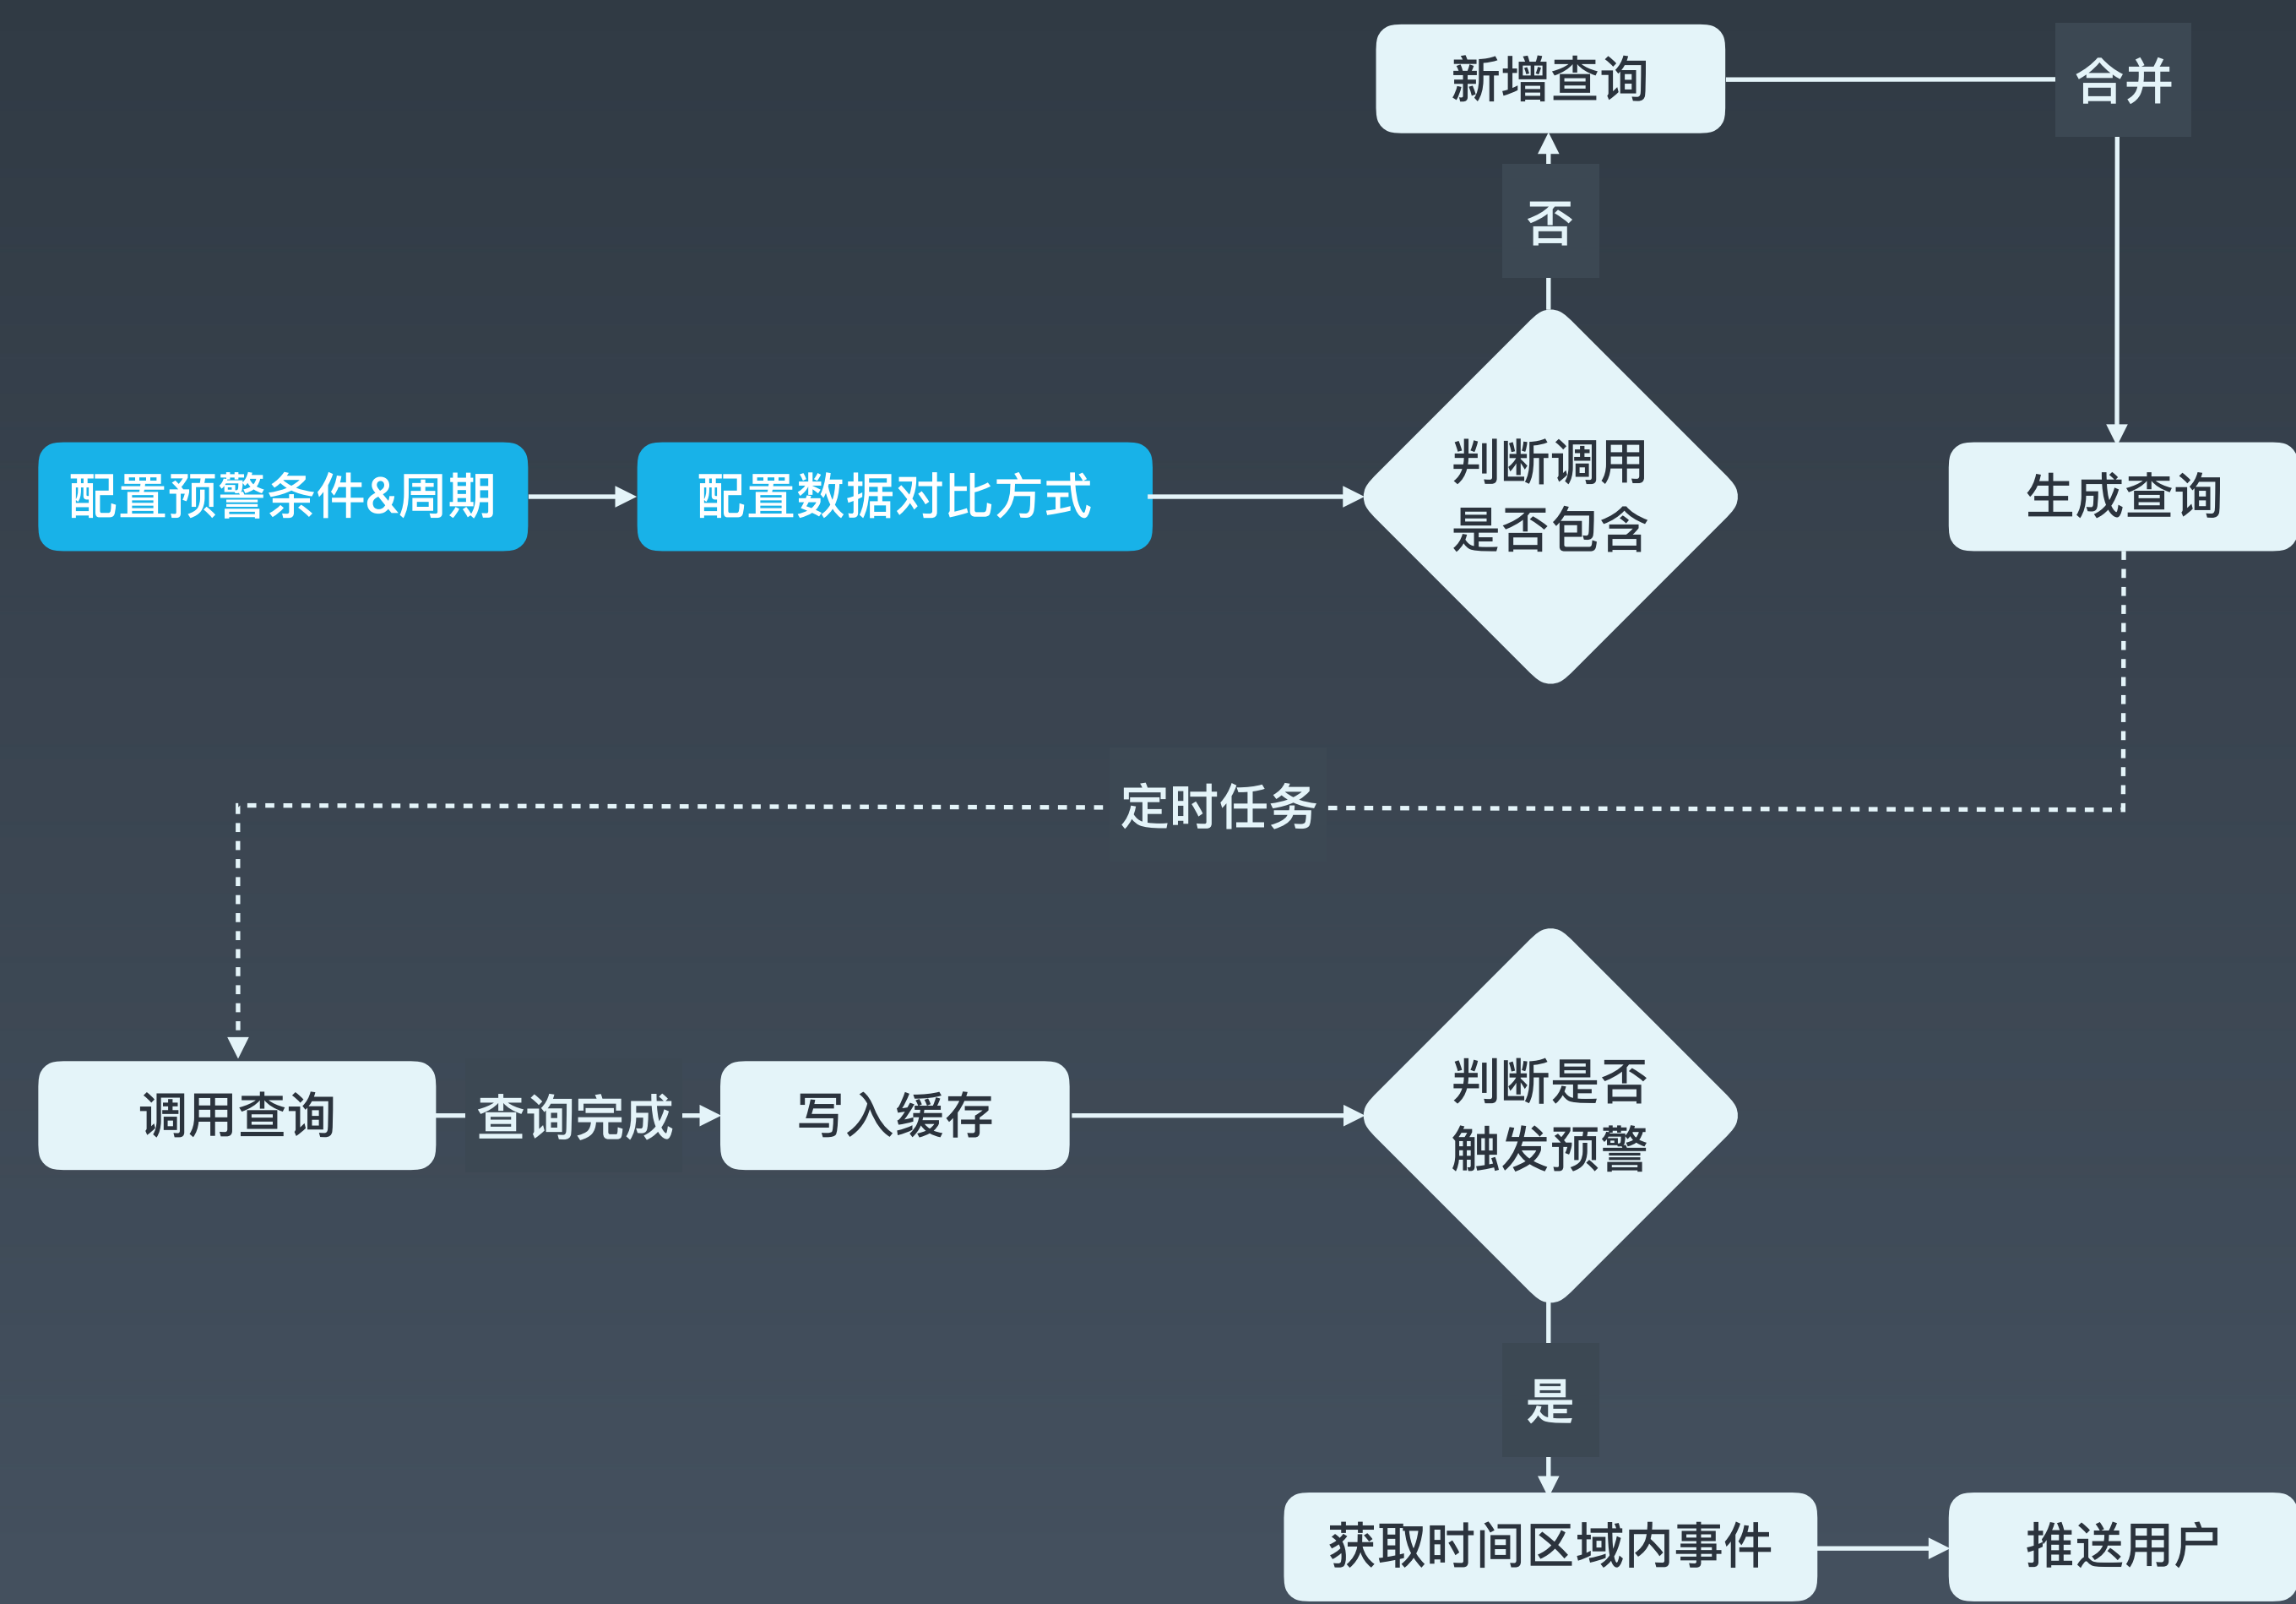 新增查询
合并
否
配置预警条件&周期
配置数据对比方式
判断调用
是否包含
生成查询
定时任务
调用查询
查询完成
写入缓存
判断是否
触发预警
是
获取时间区域内事件
推送用户